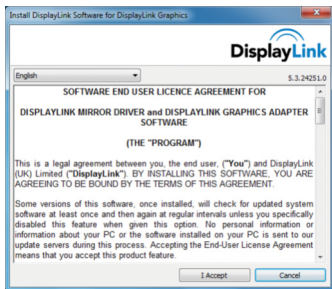 Install DisplayLink Software for DisplayLink Graphics
DisplayLink
English
5.3.24251.0
SOFTWARE END USER LICENCE AGREEMENT FOR
DISPLAYLINK MIRROR DRIVER and DISPLAYLINK GRAPHICS ADAPTER
SOFTWARE
(THE "PROGRAM")
This is a legal agreement between you, the end user, ("You") and DisplayLink
(UK) Limited ("DisplayLink"). BY INSTALLING THIS SOFTWARE, YOU ARE
AGREEING TO BE BOUND BY THE TERMS OF THIS AGREEMENT.
Some versions of this software, once installed, will check for updated system
software at least once and then again at regular intervals unless you specifically
disabled this feature when given this option. No personal information or
information about your PC or the software installed on your PC is sent to our
update servers during this process. Accepting the End-User License Agreement
means that you accept this product feature.
I Accept
Cancel